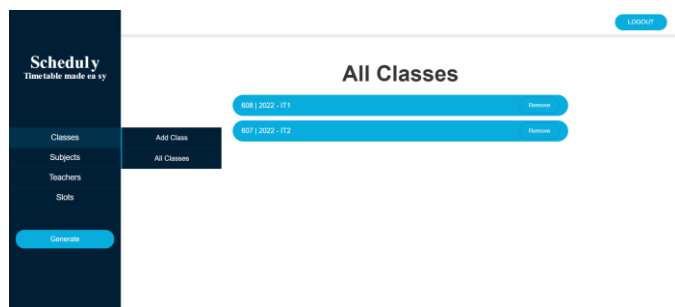 LOGOUT
Scheduly
Timetable made ea sy
All Classes
608 | 2022 - IT1 Remove
607 | 2022 - IT2 Remove
Classes
Add Class
Subjects
All Classes
Teachers
Slots
Generate